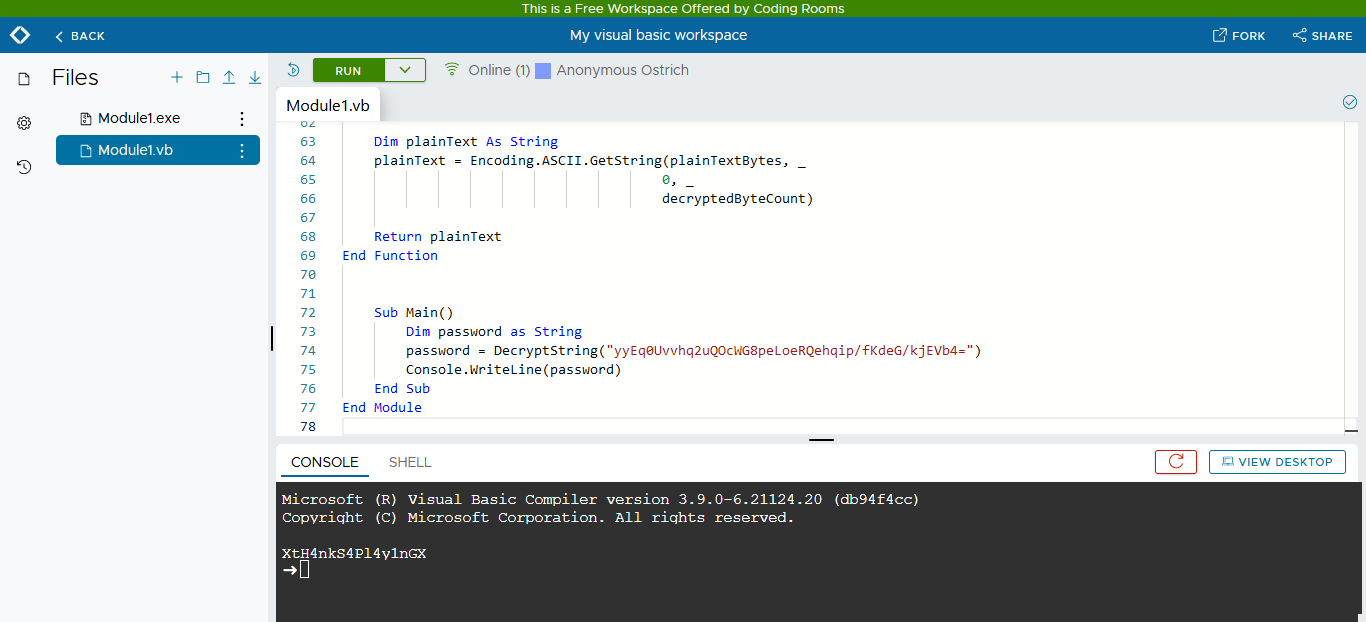 This is a Free Workspace Offered by Coding Rooms
BACK
My visual basic workspace
FORK
SHARE
Files
RUN
Online (1)
Anonymous Ostrich
Module1.exe
Module1.vb
Module1.vb
62
63 Dim plainText As String
64 plainText = Encoding.ASCII.GetString(plainTextBytes, _
65 0, _
66 decryptedByteCount)
67
68 Return plainText
69 End Function
70
71
72 Sub Main()
73 Dim password as String
74 password = DecryptString("yyEq0Uvvhq2uQOcWG8peLoeRQehqip/fKdeG/kjEVb4=")
75 Console.WriteLine(password)
76 End Sub
77 End Module
78
CONSOLE
SHELL
VIEW DESKTOP
Microsoft (R) Visual Basic Compiler version 3.9.0-6.21124.20 (db94f4cc)
Copyright (C) Microsoft Corporation. All rights reserved.
XtH4nkS4Pl4y1nGX
➜